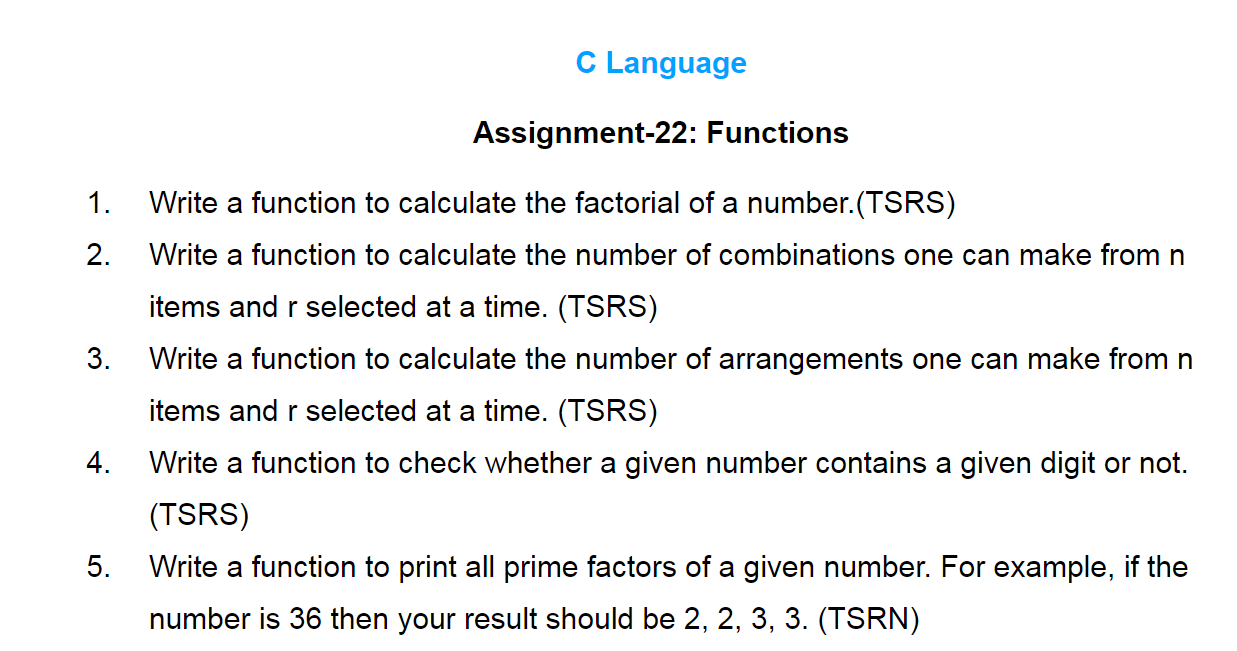 C Language
Assignment-22: Functions
1. Write a function to calculate the factorial of a number.(TSRS)
2. Write a function to calculate the number of combinations one can make from n
items and r selected at a time. (TSRS)
3. Write a function to calculate the number of arrangements one can make from n
items and r selected at a time. (TSRS)
4. Write a function to check whether a given number contains a given digit or not.
(TSRS)
5. Write a function to print all prime factors of a given number. For example, if the
number is 36 then your result should be 2, 2, 3, 3. (TSRN)